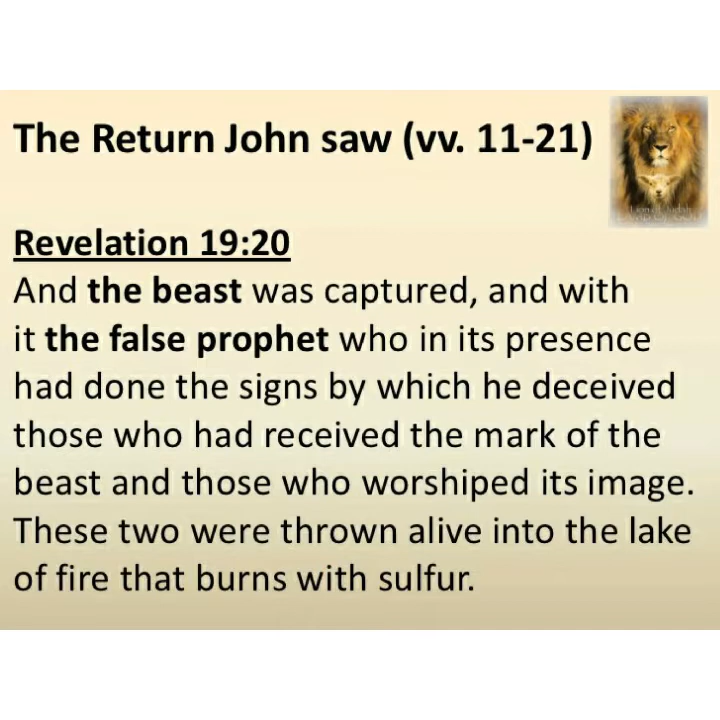 The Return John saw (vv. 11-21)
Lion of Judah
Revelation 19:20
And the beast was captured, and with
it the false prophet who in its presence
had done the signs by which he deceived
those who had received the mark of the
beast and those who worshiped its image.
These two were thrown alive into the lake
of fire that burns with sulfur.